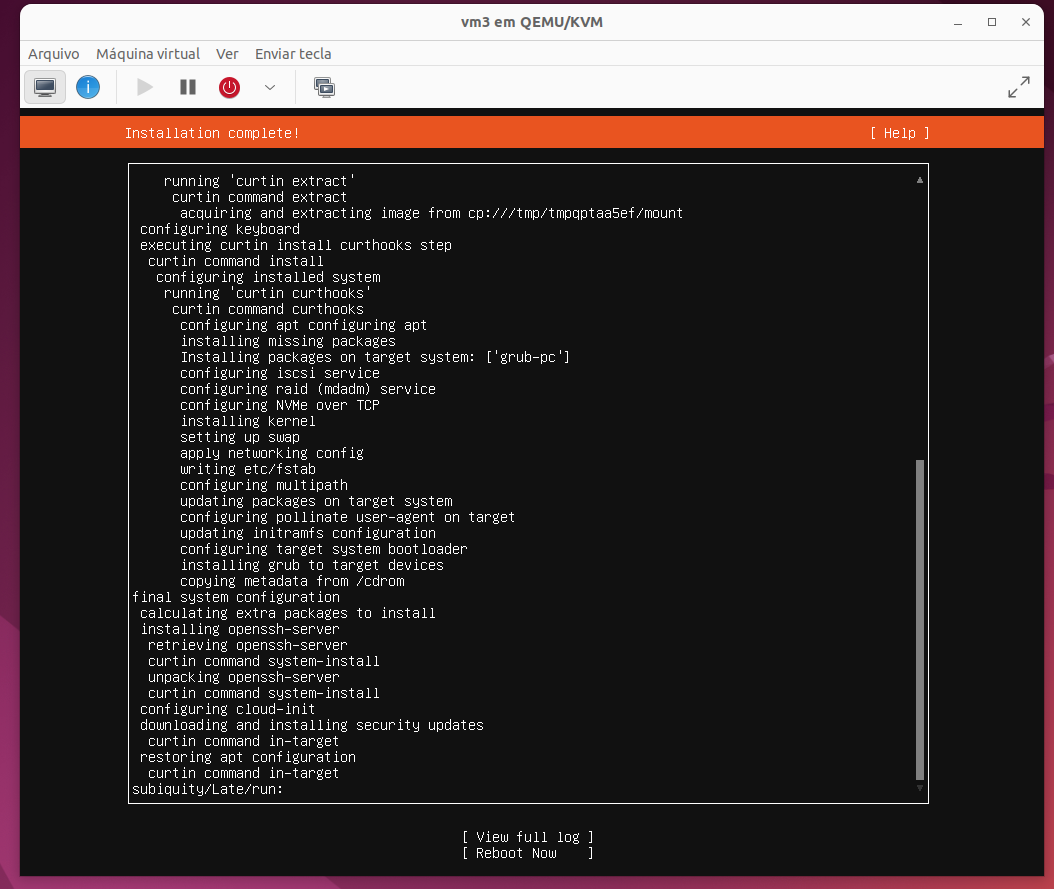 vm3 em QEMU/KVM
Arquivo Máquina virtual Ver Enviar tecla
Installation complete! [ Help ]
running 'curtin extract'
curtin command extract
acquiring and extracting image from cp:///tmp/tmpqptaa5ef/mount
configuring keyboard
executing curtin install curthooks step
curtin command install
configuring installed system
running 'curtin curthooks'
curtin command curthooks
configuring apt configuring apt
installing missing packages
Installing packages on target system: ['grub-pc']
configuring iscsi service
configuring raid (mdadm) service
configuring NVMe over TCP
installing kernel
setting up swap
apply networking config
writing etc/fstab
configuring multipath
updating packages on target system
configuring pollinate user-agent on target
updating initramfs configuration
configuring target system bootloader
installing grub to target devices
copying metadata from /cdrom
final system configuration
calculating extra packages to install
installing openssh-server
retrieving openssh-server
curtin command system-install
unpacking openssh-server
curtin command system-install
configuring cloud-init
downloading and installing security updates
curtin command in-target
restoring apt configuration
curtin command in-target
subiquity/Late/run:
[ View full log ]
[ Reboot Now ]